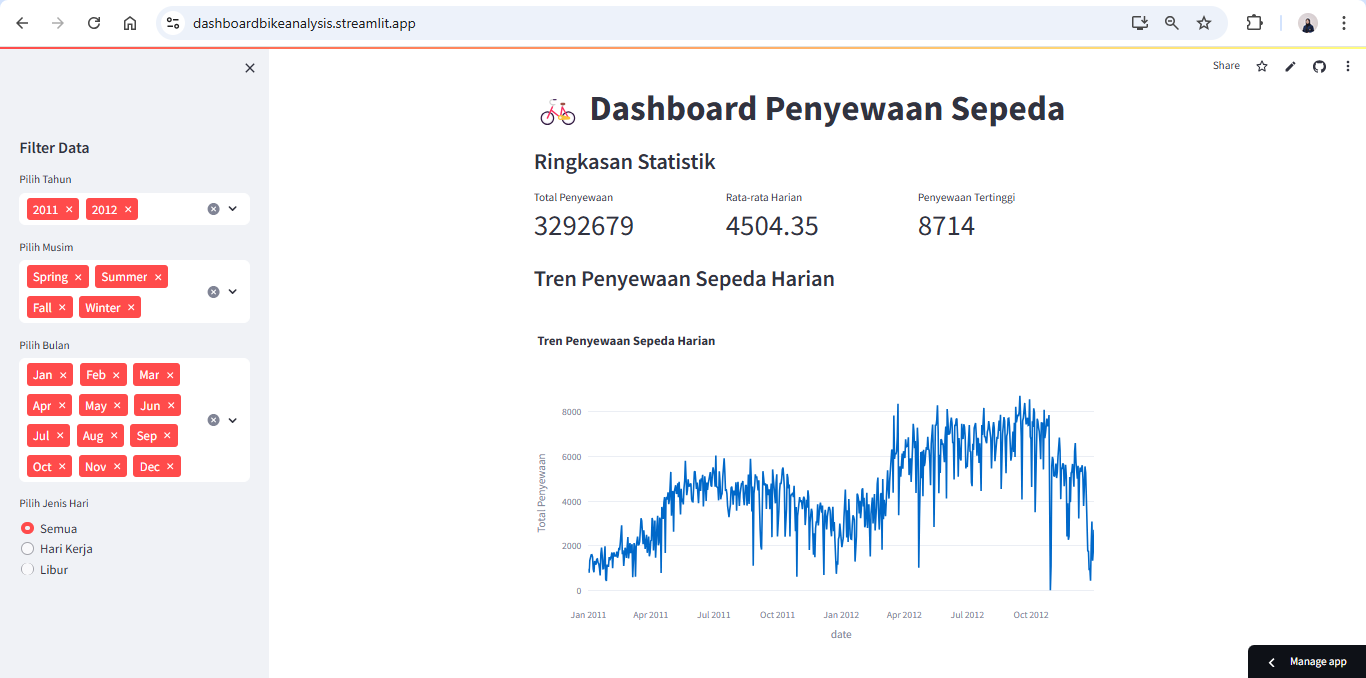 dashboardbikeanalysis.streamlit.app
Share
Filter Data
Pilih Tahun
2011 × 2012 ×
Pilih Musim
Spring × Summer ×
Fall × Winter ×
Pilih Bulan
Jan × Feb × Mar ×
Apr × May × Jun ×
Jul × Aug × Sep ×
Oct × Nov × Dec ×
Pilih Jenis Hari
Semua
Hari Kerja
Libur
Dashboard Penyewaan Sepeda
Ringkasan Statistik
Total Penyewaan Rata-rata Harian Penyewaan Tertinggi
3292679 4504.35 8714
Tren Penyewaan Sepeda Harian
Tren Penyewaan Sepeda Harian
Total Penyewaan
8000
6000
4000
2000
0
Jan 2011 Apr 2011 Jul 2011 Oct 2011 Jan 2012 Apr 2012 Jul 2012 Oct 2012
date
Manage app